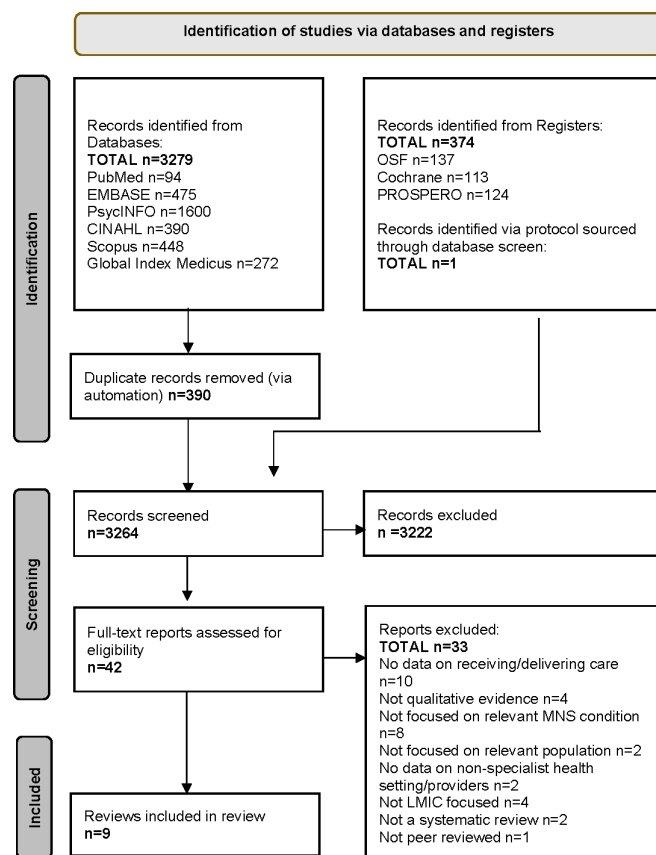 Identification of studies via databases and registers
Identification
Records identified from
Databases:
TOTAL n=3279
PubMed n=94
EMBASE n=475
PsycINFO n=1600
CINAHL n=390
Scopus n=448
Global Index Medicus n=272
Records identified from Registers:
TOTAL n=374
OSF n=137
Cochrane n=113
PROSPERO n=124
Records identified via protocol sourced
through database screen:
TOTAL n=1
Duplicate records removed (via
automation) n=390
Screening
Records screened
n=3264
Records excluded
n =3222
Full-text reports assessed for
eligibility
n=42
Reports excluded:
TOTAL n=33
No data on receiving/delivering care
n=10
Not qualitative evidence n=4
Not focused on relevant MNS condition
n=8
Not focused on relevant population n=2
No data on non-specialist health
setting/providers n=2
Not LMIC focused n=4
Not a systematic review n=2
Not peer reviewed n=1
Included
Reviews included in review
n=9